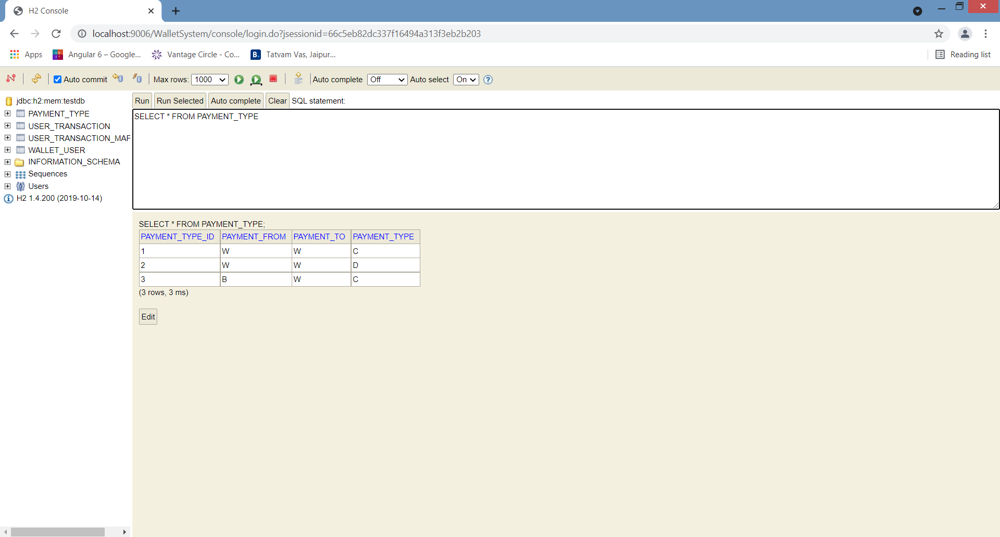 H2 Console
localhost:9006/WalletSystem/console/login.do?jsessionid=66c5eb82dc337f16494a313f3eb2b203
Apps Angular 6 – Google... Vantage Circle - Co... B. Tatvam Vas, Jaipur... Reading list
Auto commit Max rows: 1000 Auto complete Off Auto select On
jdbc:h2:mem:testdb
PAYMENT_TYPE
USER_TRANSACTION
USER_TRANSACTION_MAP
WALLET_USER
INFORMATION_SCHEMA
Sequences
Users
H2 1.4.200 (2019-10-14)
Run Run Selected Auto complete Clear SQL statement:
SELECT * FROM PAYMENT_TYPE
SELECT * FROM PAYMENT_TYPE;
PAYMENT_TYPE_ID PAYMENT_FROM PAYMENT_TO PAYMENT_TYPE
1 W W C
2 W W D
3 B W C
(3 rows, 3 ms)
Edit